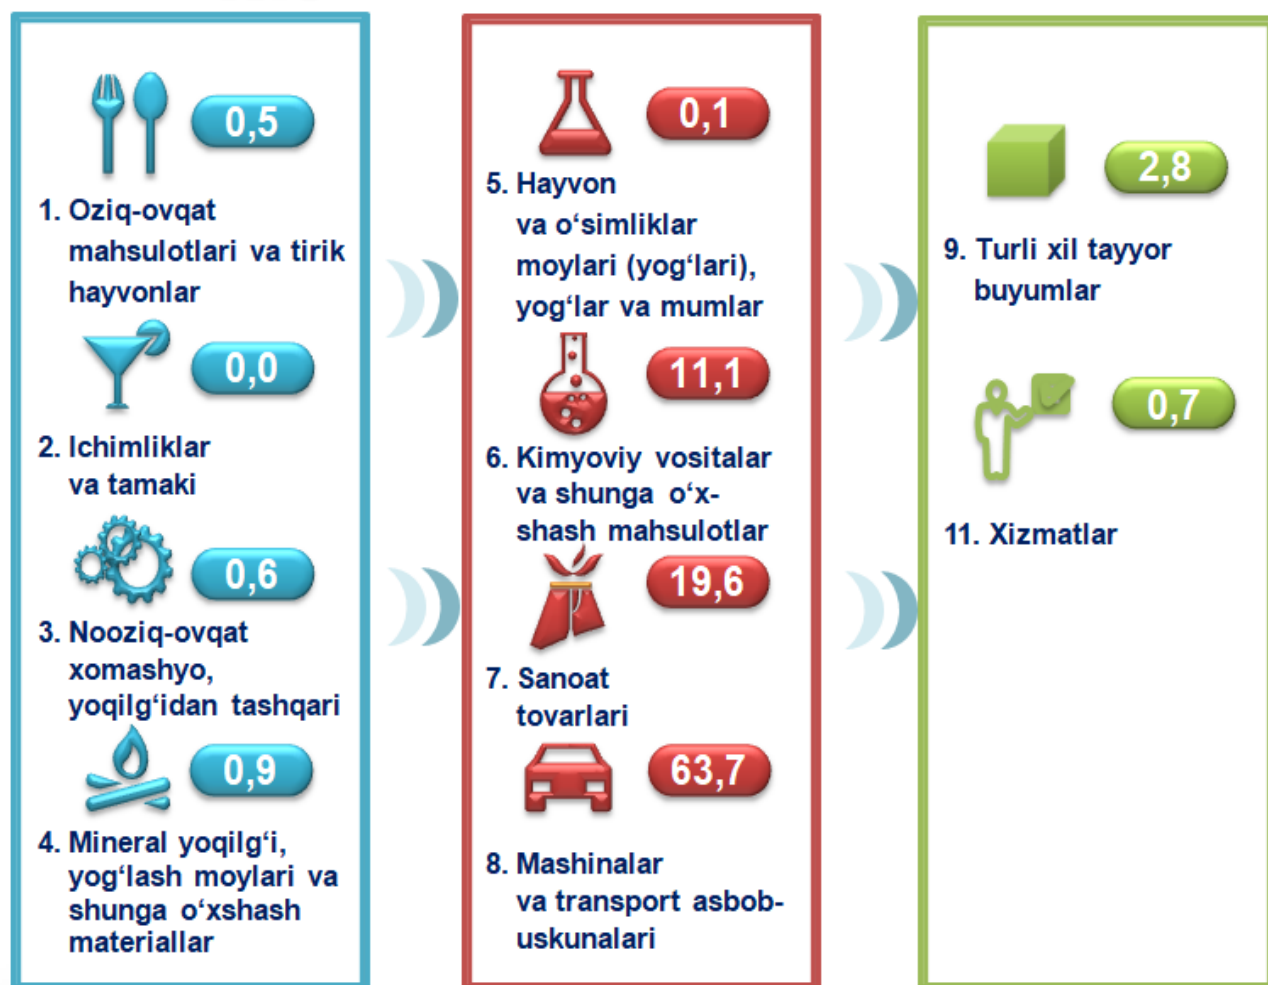 0,5
1. Oziq-ovqat
mahsulotlari va tirik
hayvonlar
0,0
2. Ichimliklar
va tamaki
0,6
3. Nooziq-ovqat
xomashyo,
yoqilg‘idan tashqari
0,9
4. Mineral yoqilg‘i,
yog‘lash moylari va
shunga o‘xshash
materiallar
0,1
5. Hayvon
va o‘simliklar
moylari (yog‘lari),
yog‘lar va mumlar
11,1
6. Kimyoviy vositalar
va shunga o‘x-
shash mahsulotlar
19,6
7. Sanoat
tovarlari
63,7
8. Mashinalar
va transport asbob-
uskunalari
2,8
9. Turli xil tayyor
buyumlar
0,7
11. Xizmatlar